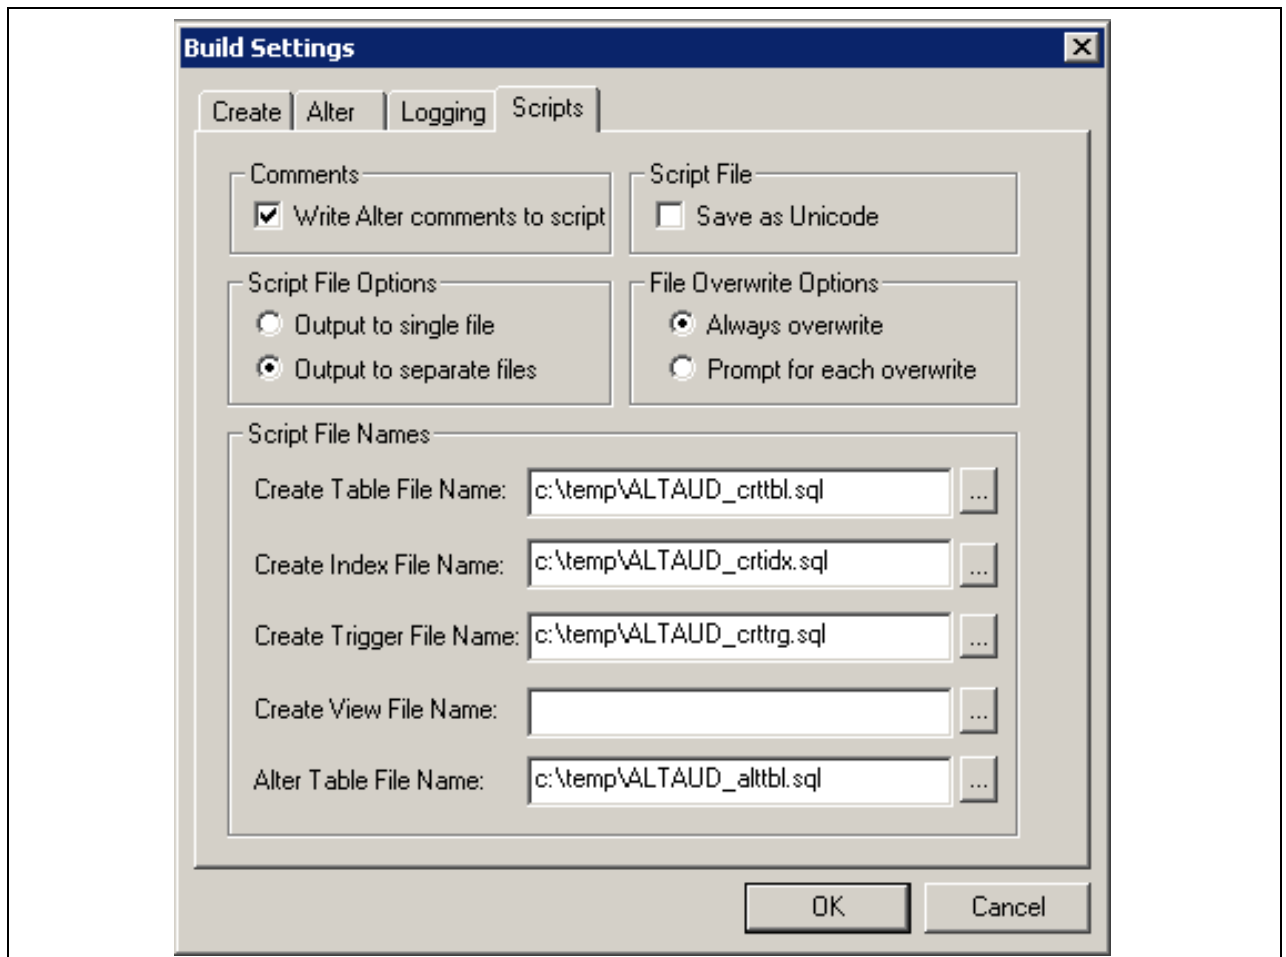 Build Settings
Create Alter Logging Scripts
Comments
Write Alter comments to script
Script File
Save as Unicode
Script File Options
Output to single file
Output to separate files
File Overwrite Options
Always overwrite
Prompt for each overwrite
Script File Names
Create Table File Name: c:\temp\ALTAUD_crttbl.sql ...
Create Index File Name: c:\temp\ALTAUD_crtidx.sql ...
Create Trigger File Name: c:\temp\ALTAUD_crttrg.sql ...
Create View File Name: ...
Alter Table File Name: c:\temp\ALTAUD_alttbl.sql ...
OK Cancel